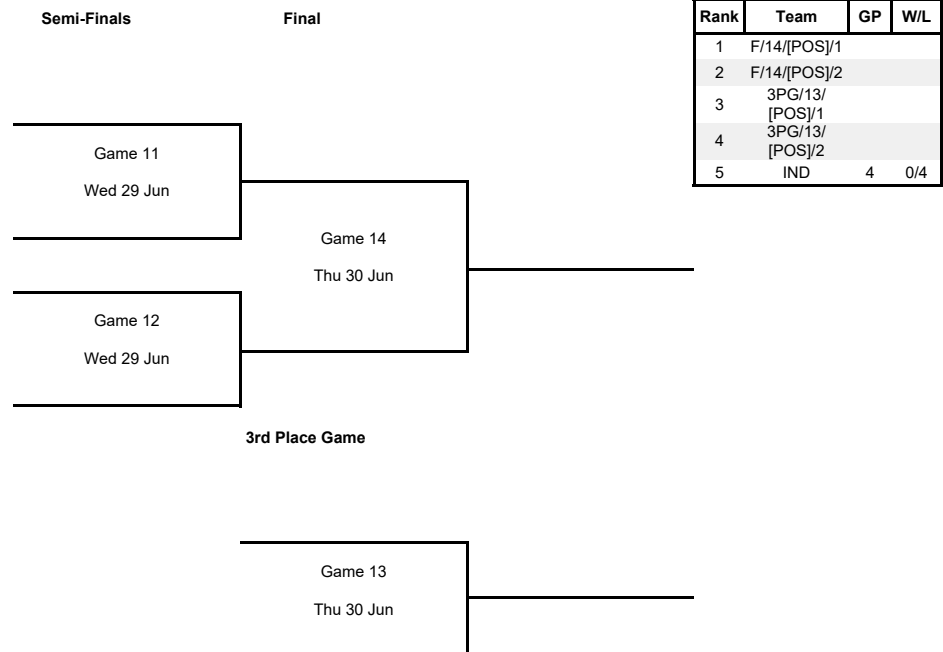 Semi-Finals
Final
Rank Team GP W/L
1 F/14/[POS]/1
2 F/14/[POS]/2
3 3PG/13/
[POS]/1
4 3PG/13/
[POS]/2
5 IND 4 0/4
Game 11
Wed 29 Jun
Game 14
Thu 30 Jun
Game 12
Wed 29 Jun
3rd Place Game
Game 13
Thu 30 Jun